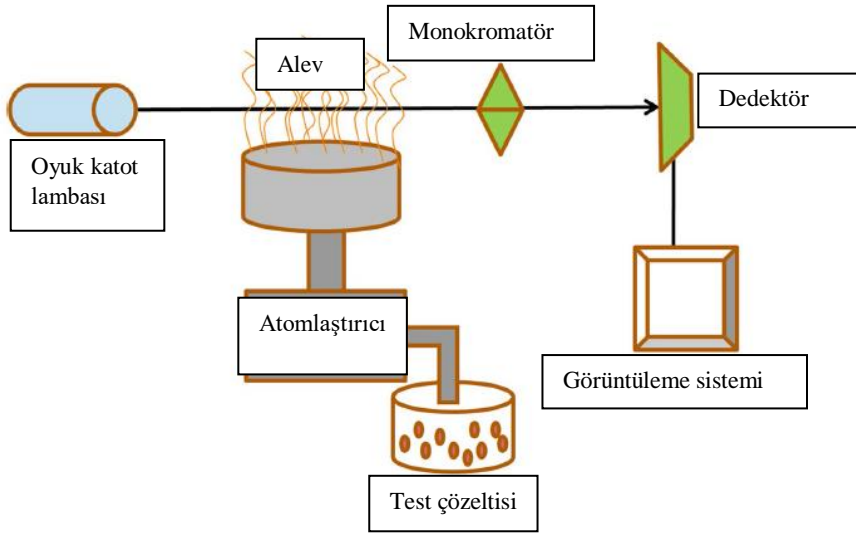 Monokromatör
Alev
Dedektör
Oyuk katot
lambası
Atomlaştırıcı
Görüntüleme sistemi
Test çözeltisi